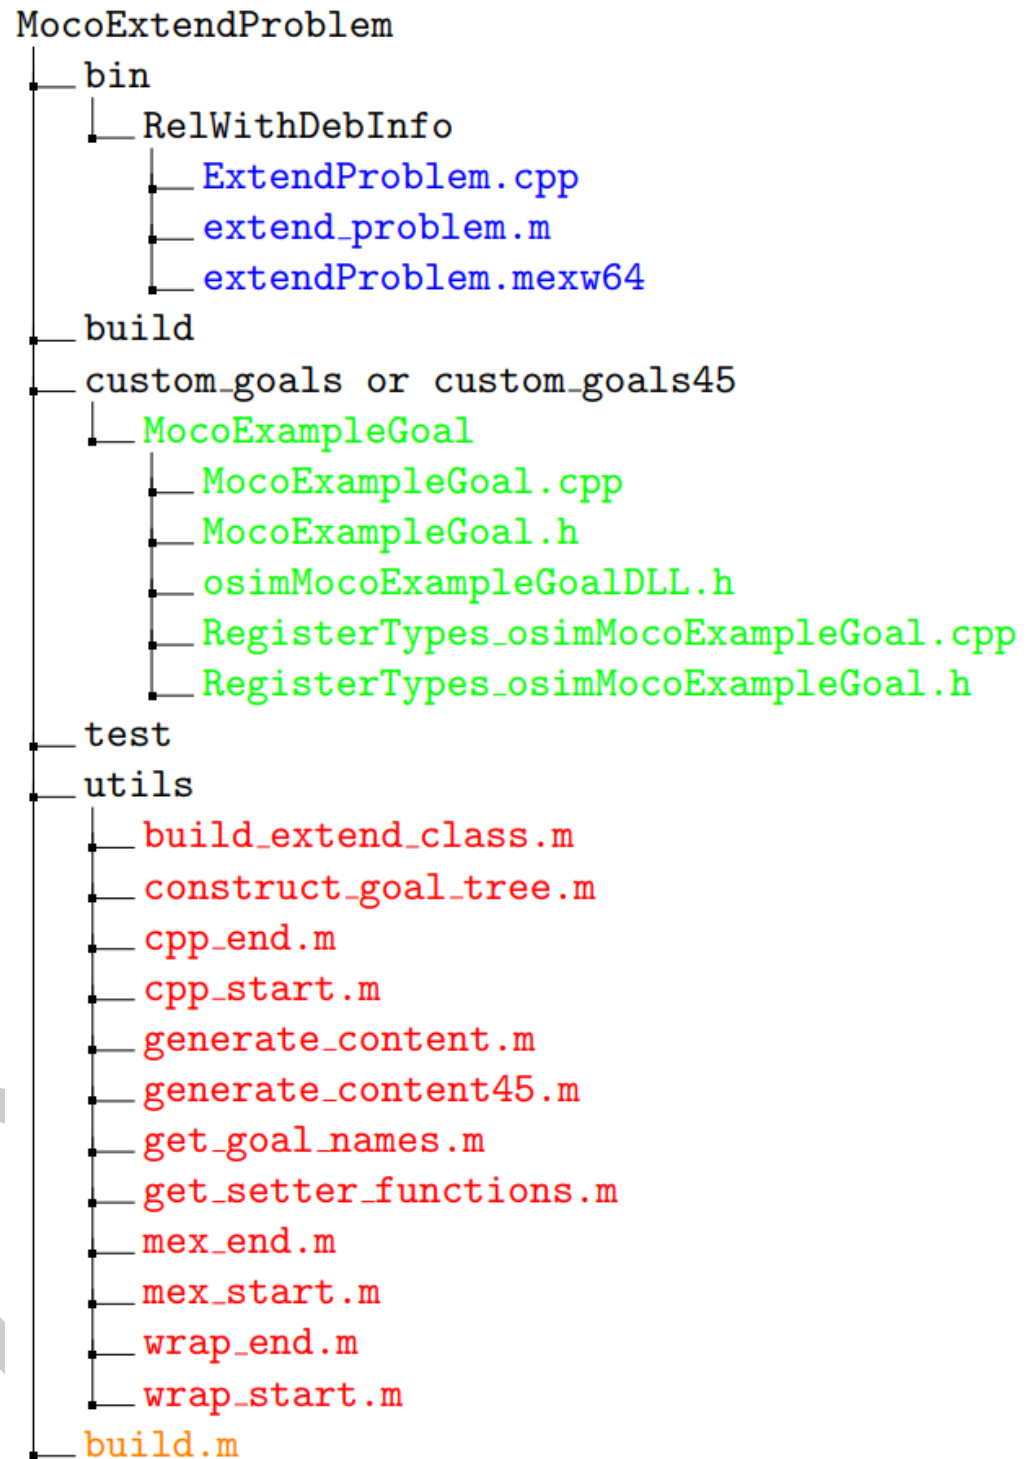 MocoExtendProblem
bin
RelWithDebInfo
ExtendProblem.cpp
extend_problem.m
extendProblem.mexw64
build
custom_goals or custom_goals45
MocoExampleGoal
MocoExampleGoal.cpp
MocoExampleGoal.h
osimMocoExampleGoalDLL.h
RegisterTypes_osimMocoExampleGoal.cpp
RegisterTypes_osimMocoExampleGoal.h
test
utils
build_extend_class.m
construct_goal_tree.m
cpp_end.m
cpp_start.m
generate_content.m
generate_content45.m
get_goal_names.m
get_setter_functions.m
mex_end.m
mex_start.m
wrap_end.m
wrap_start.m
build.m